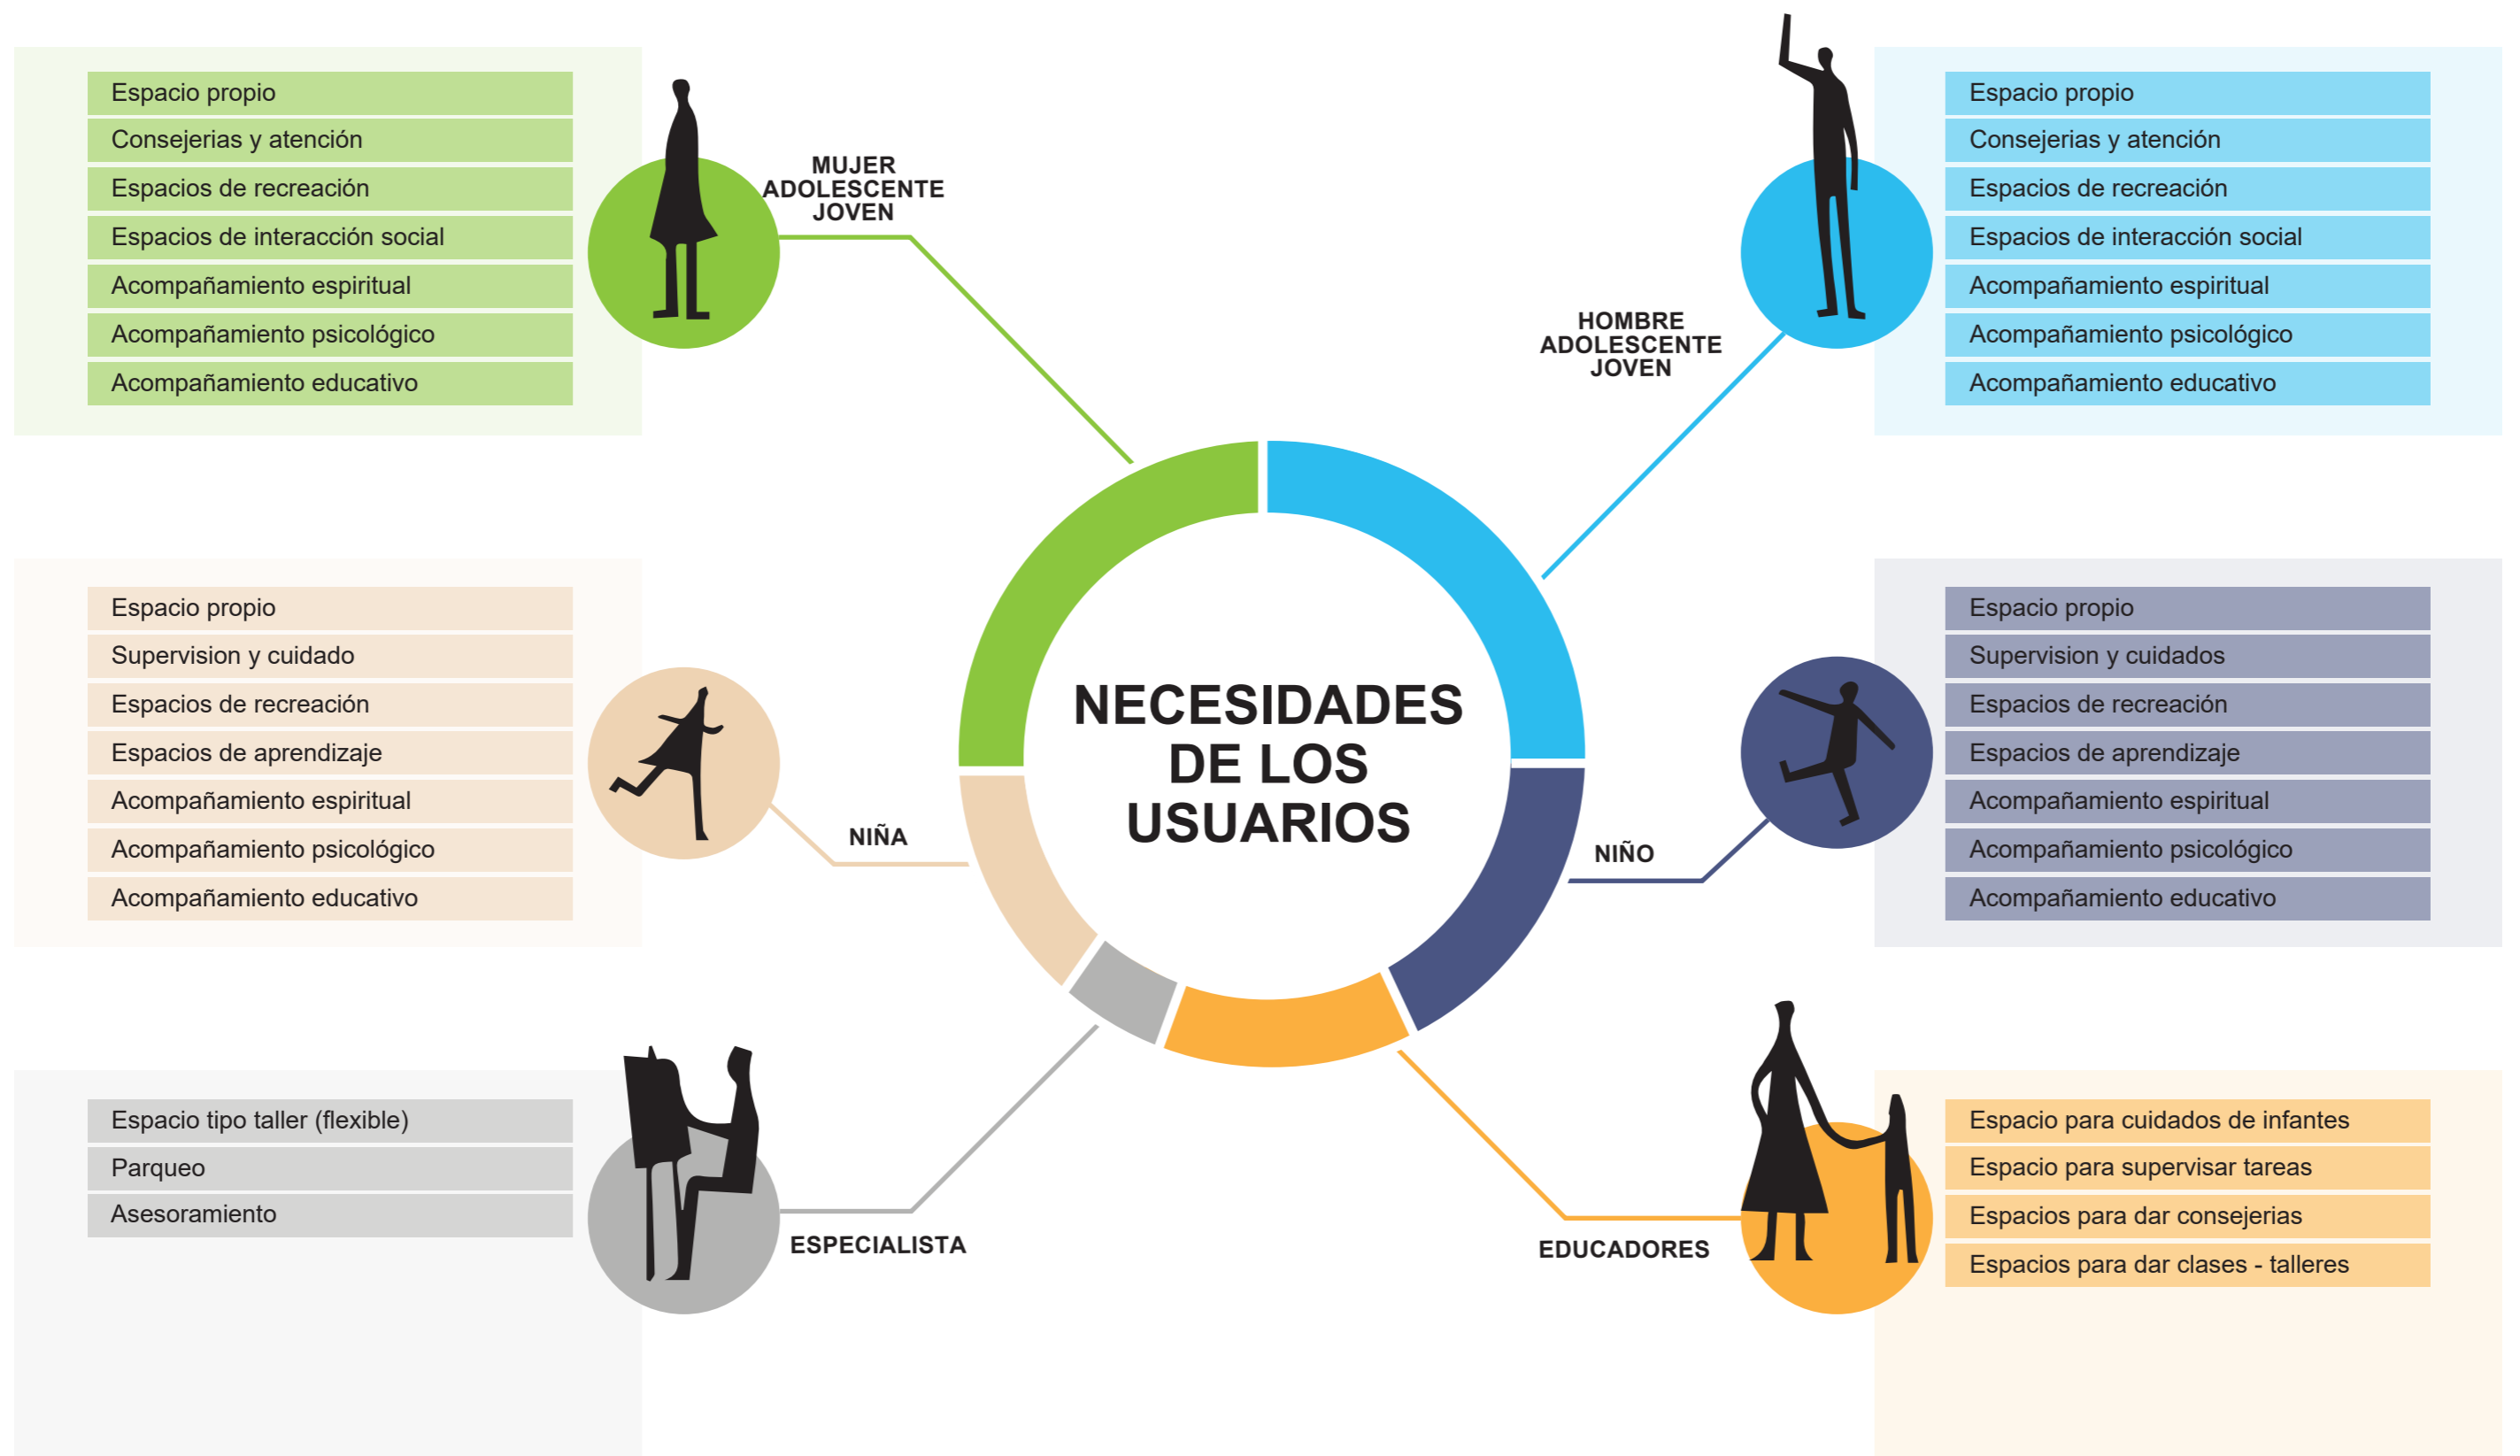 Espacio propio
Consejerias y atención
Espacios de recreación
Espacios de interacción social
Acompañamiento espiritual
Acompañamiento psicológico
Acompañamiento educativo
MUJER
ADOLESCENTE
JOVEN
HOMBRE
ADOLESCENTE
JOVEN
Espacio propio
Consejerias y atención
Espacios de recreación
Espacios de interacción social
Acompañamiento espiritual
Acompañamiento psicológico
Acompañamiento educativo
NECESIDADES
DE LOS
USUARIOS
Espacio propio
Supervision y cuidado
Espacios de recreación
Espacios de aprendizaje
Acompañamiento espiritual
Acompañamiento psicológico
Acompañamiento educativo
NIÑA
NIÑO
Espacio propio
Supervision y cuidados
Espacios de recreación
Espacios de aprendizaje
Acompañamiento espiritual
Acompañamiento psicológico
Acompañamiento educativo
Espacio tipo taller (flexible)
Parqueo
Asesoramiento
ESPECIALISTA
EDUCADORES
Espacio para cuidados de infantes
Espacio para supervisar tareas
Espacios para dar consejerias
Espacios para dar clases - talleres